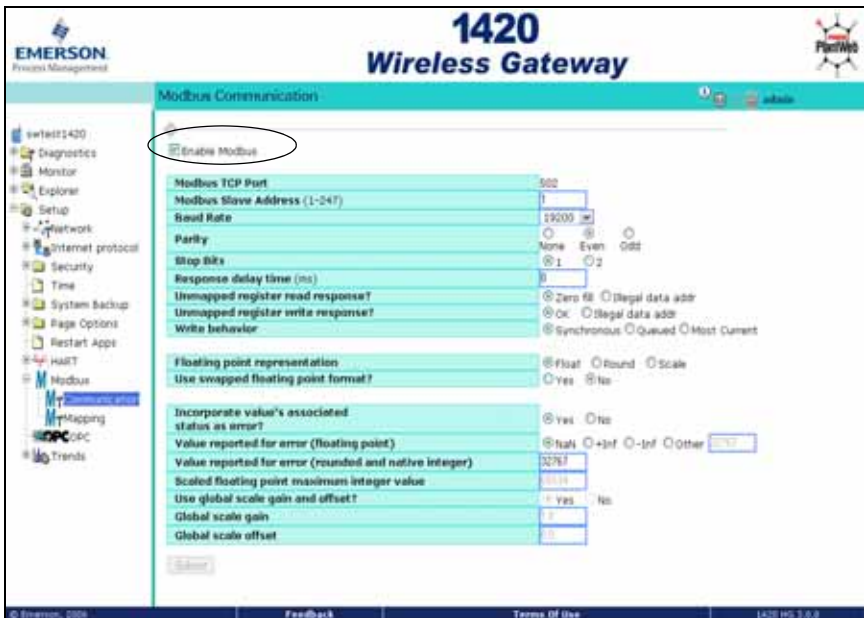 EMERSON
Process Management
1420
Wireless Gateway
PlantWeb
Modbus Communication
admin
swtest1420
Diagnostics
Monitor
Explorer
Setup
Network
Internet protocol
Security
Time
System Backup
Page Options
Restart Apps
HART
Modbus
Communication
Mapping
OPC OPC
Trends
Enable Modbus
Modbus TCP Port 502
Modbus Slave Address (1-247) 1
Baud Rate 19200
Parity None Even Odd
Stop Bits 1 2
Response delay time (ms) 0
Unmapped register read response? Zero fill Illegal data addr
Unmapped register write response? OK Illegal data addr
Write behavior Synchronous Queued Most Current
Floating point representation Float Round Scale
Use swapped floating point format? Yes No
Incorporate value's associated
status as error? Yes No
Value reported for error (floating point) NaN +Inf -Inf Other
Value reported for error (rounded and native integer) 32767
Scaled floating point maximum integer value
Use global scale gain and offset? Yes No
Global scale gain
Global scale offset
Submit
© Emerson, 2006 Feedback Terms Of Use 1420 HG 3.0.0